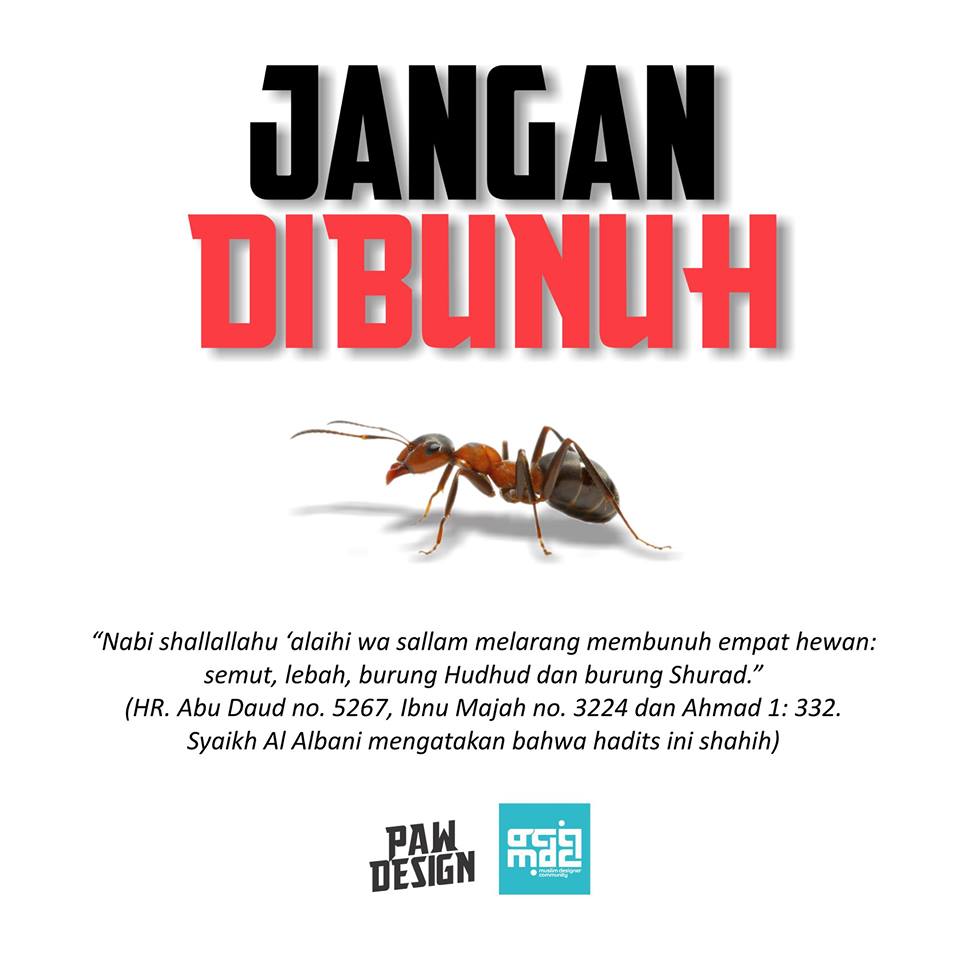 JANGAN
DIBUNUH
“Nabi shallallahu ‘alaihi wa sallam melarang membunuh empat hewan:
semut, lebah, burung Hudhud dan burung Shurad.”
(HR. Abu Daud no. 5267, Ibnu Majah no. 3224 dan Ahmad 1: 332.
Syaikh Al Albani mengatakan bahwa hadits ini shahih)
PAW
DESIGN
mdc
muslim designer
community